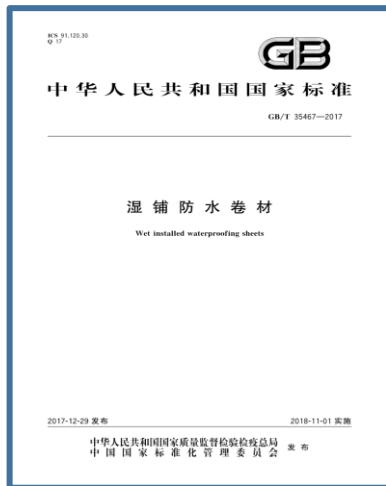 ICS 91.120.30
Q 17
GB
中华人民共和国国家标准
GB/T 35467—2017
湿铺防水卷材
Wet installed waterproofing sheets
2017-12-29 发布
2018-11-01 实施
中华人民共和国国家质量监督检验检疫总局
中国国家标准化管理委员会
发布